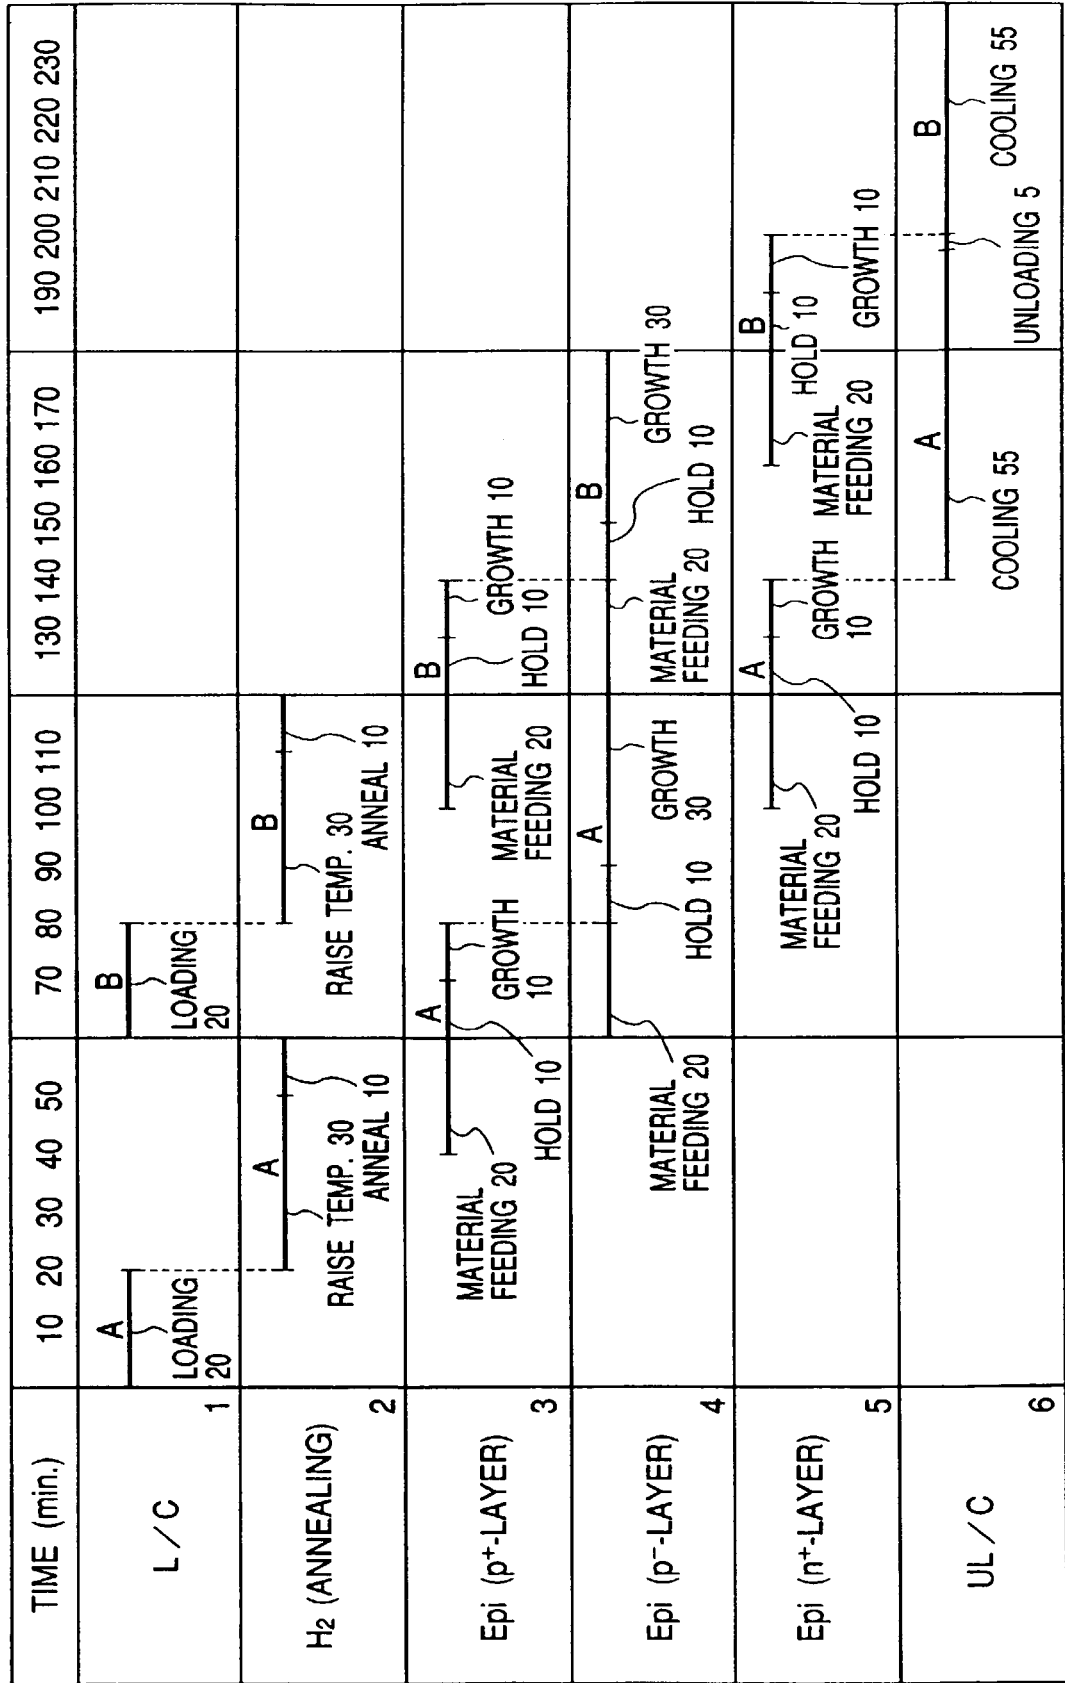 TIME (min.)
10 20 30 40 50
70 80 90 100 110
130 140 150 160 170
190 200 210 220 230
L/C
1
A
LOADING
20
B
LOADING
20
H2 (ANNEALING)
2
A
RAISE TEMP. 30
ANNEAL 10
B
RAISE TEMP. 30
ANNEAL 10
Epi (p+-LAYER)
3
A
MATERIAL
FEEDING 20
HOLD 10
GROWTH
10
B
MATERIAL
FEEDING 20
HOLD 10
GROWTH 10
Epi (p–-LAYER)
4
A
MATERIAL
FEEDING 20
HOLD 10
GROWTH
30
B
MATERIAL
FEEDING 20
HOLD 10
GROWTH 30
Epi (n+-LAYER)
5
A
MATERIAL
FEEDING 20
HOLD 10
GROWTH
10
B
MATERIAL
FEEDING 20
HOLD 10
GROWTH 10
UL/C
6
A
COOLING 55
UNLOADING 5
B
COOLING 55